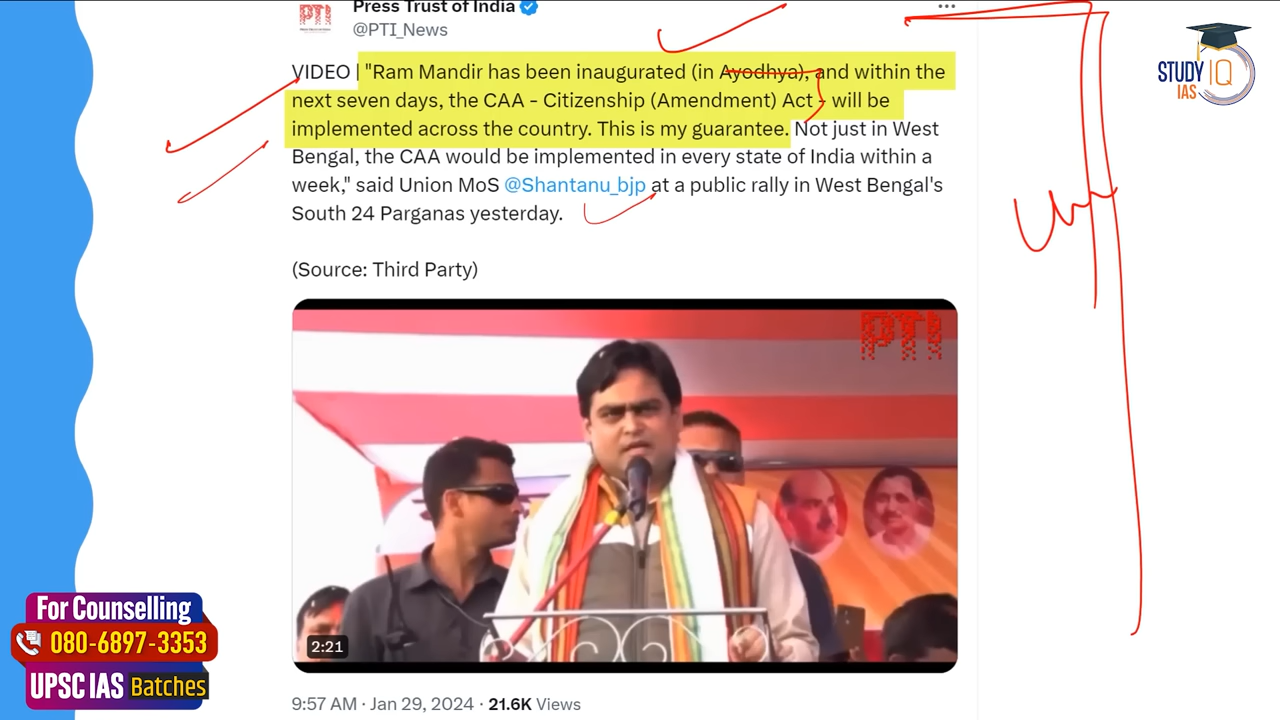 Press Trust of India
@PTI_News
VIDEO | "Ram Mandir has been inaugurated (in Ayodhya), and within the
next seven days, the CAA - Citizenship (Amendment) Act - will be
implemented across the country. This is my guarantee. Not just in West
Bengal, the CAA would be implemented in every state of India within a
week," said Union MoS @Shantanu_bjp at a public rally in West Bengal's
South 24 Parganas yesterday.
(Source: Third Party)
PTI
2:21
9:57 AM · Jan 29, 2024 · 21.6K Views
STUDY IQ
IAS
For Counselling
080-6897-3353
UPSC IAS Batches